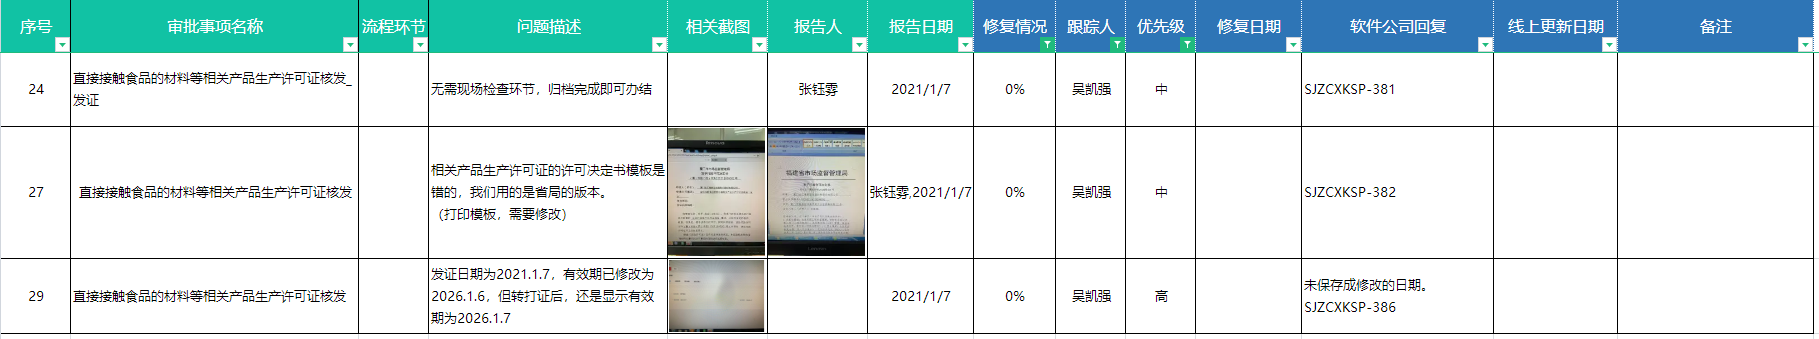 序号 审批事项名称 流程环节 问题描述 相关截图 报告人 报告日期 修复情况 跟踪人 优先级 修复日期 软件公司回复 线上更新日期 备注
24 直接接触食品的材料等相关产品生产许可证核发_ 无需现场检查环节，归档完成即可办结 张钰雰 2021/1/7 0% 吴凯强 中 SJZCXKSP-381
发证
27 直接接触食品的材料等相关产品生产许可证核发 相关产品生产许可证的许可决定书模板是 张钰雰,2021/1/7 0% 吴凯强 中 SJZCXKSP-382
错的，我们用的是省局的版本。
（打印模板，需要修改）
福建省市场监督管理局
29 直接接触食品的材料等相关产品生产许可证核发 发证日期为2021.1.7，有效期已修改为 2021/1/7 0% 吴凯强 高 未保存成修改的日期。
2026.1.6，但转打证后，还是显示有效 SJZCXKSP-386
期为2026.1.7